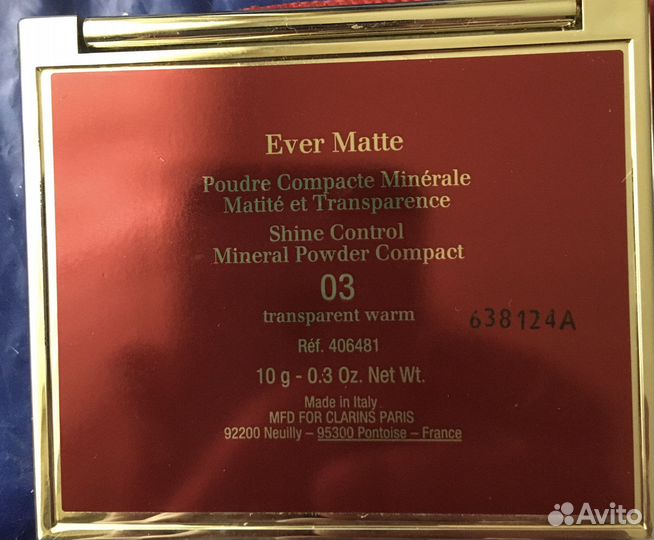 Ever Matte
Poudre Compacte Minérale
Matité et Transparence
Shine Control
Mineral Powder Compact
03
transparent warm
638124A
Réf. 406481
10 g - 0.3 Oz. Net Wt.
Made in Italy
MFD FOR CLARINS PARIS
92200 Neuilly – 95300 Pontoise – France
Avito